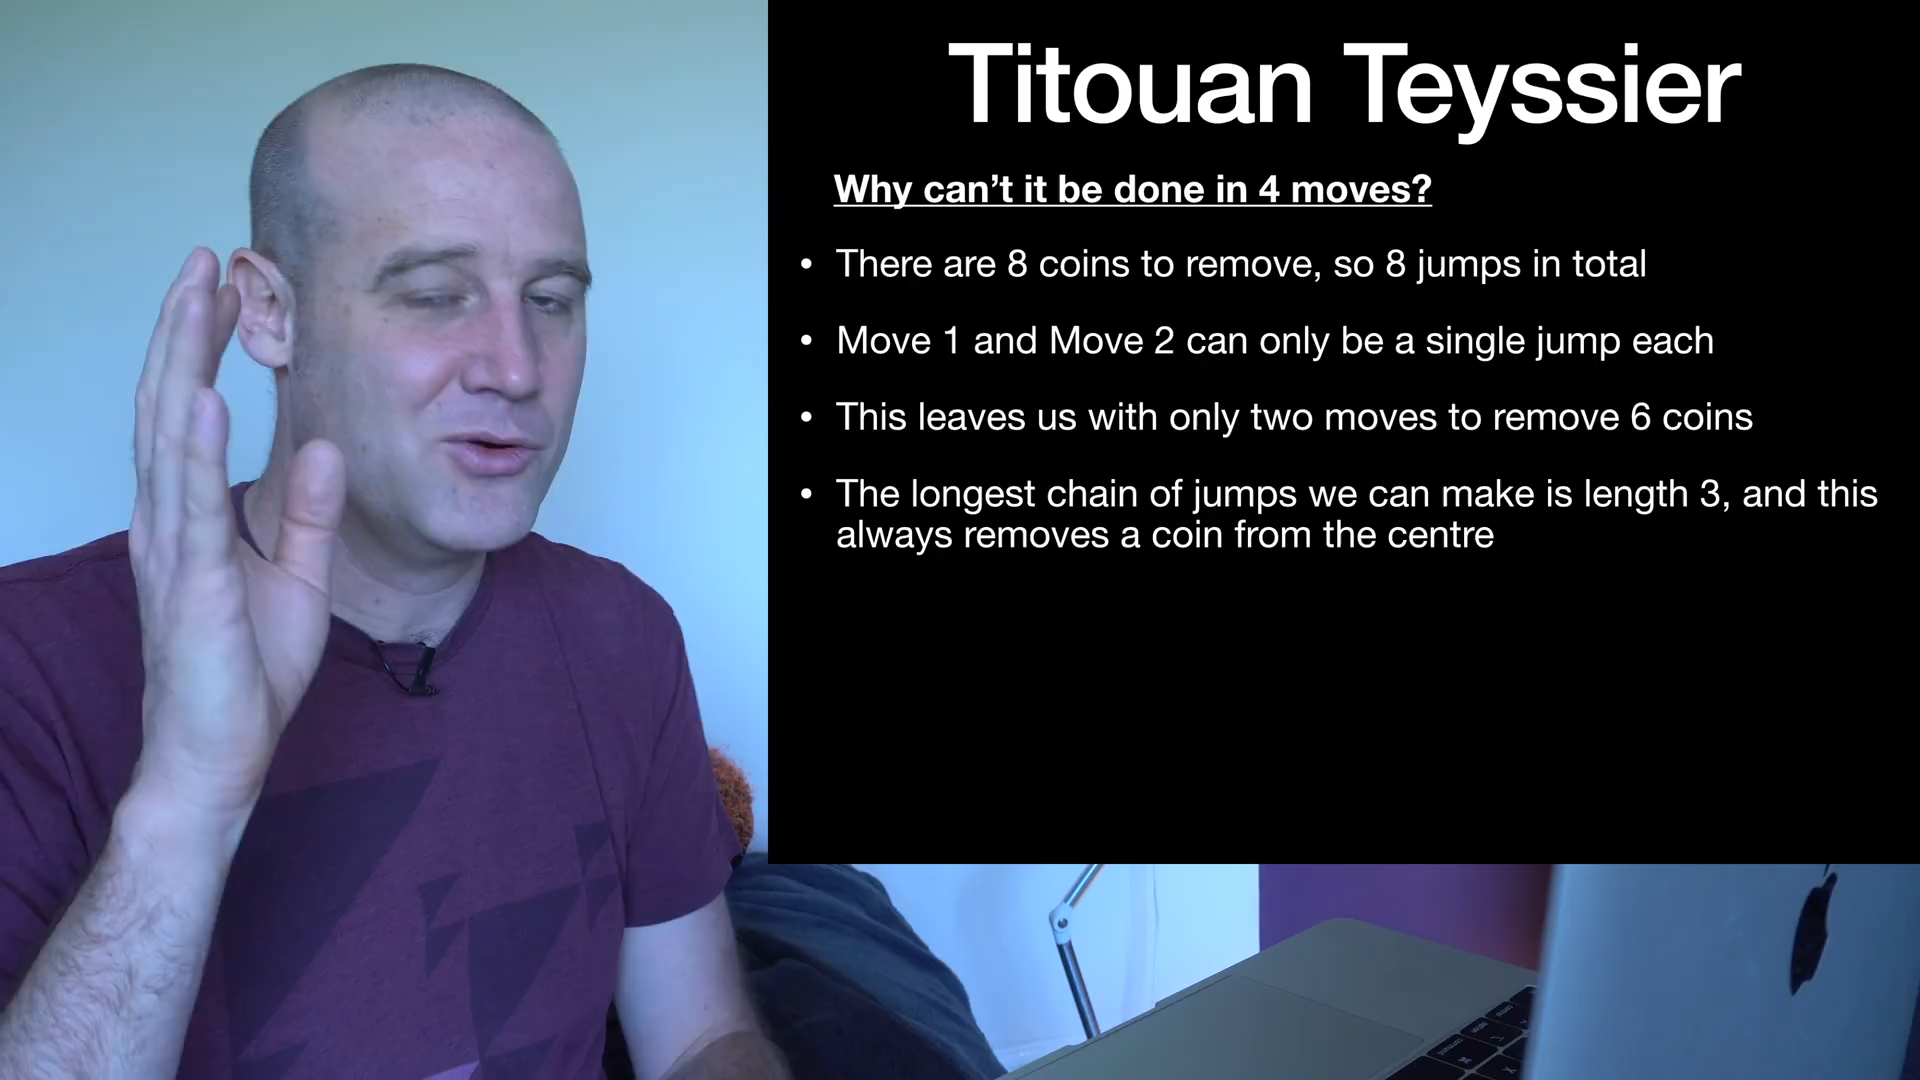 Titouan Teyssier
Why can’t it be done in 4 moves?
• There are 8 coins to remove, so 8 jumps in total
• Move 1 and Move 2 can only be a single jump each
• This leaves us with only two moves to remove 6 coins
• The longest chain of jumps we can make is length 3, and this
always removes a coin from the centre